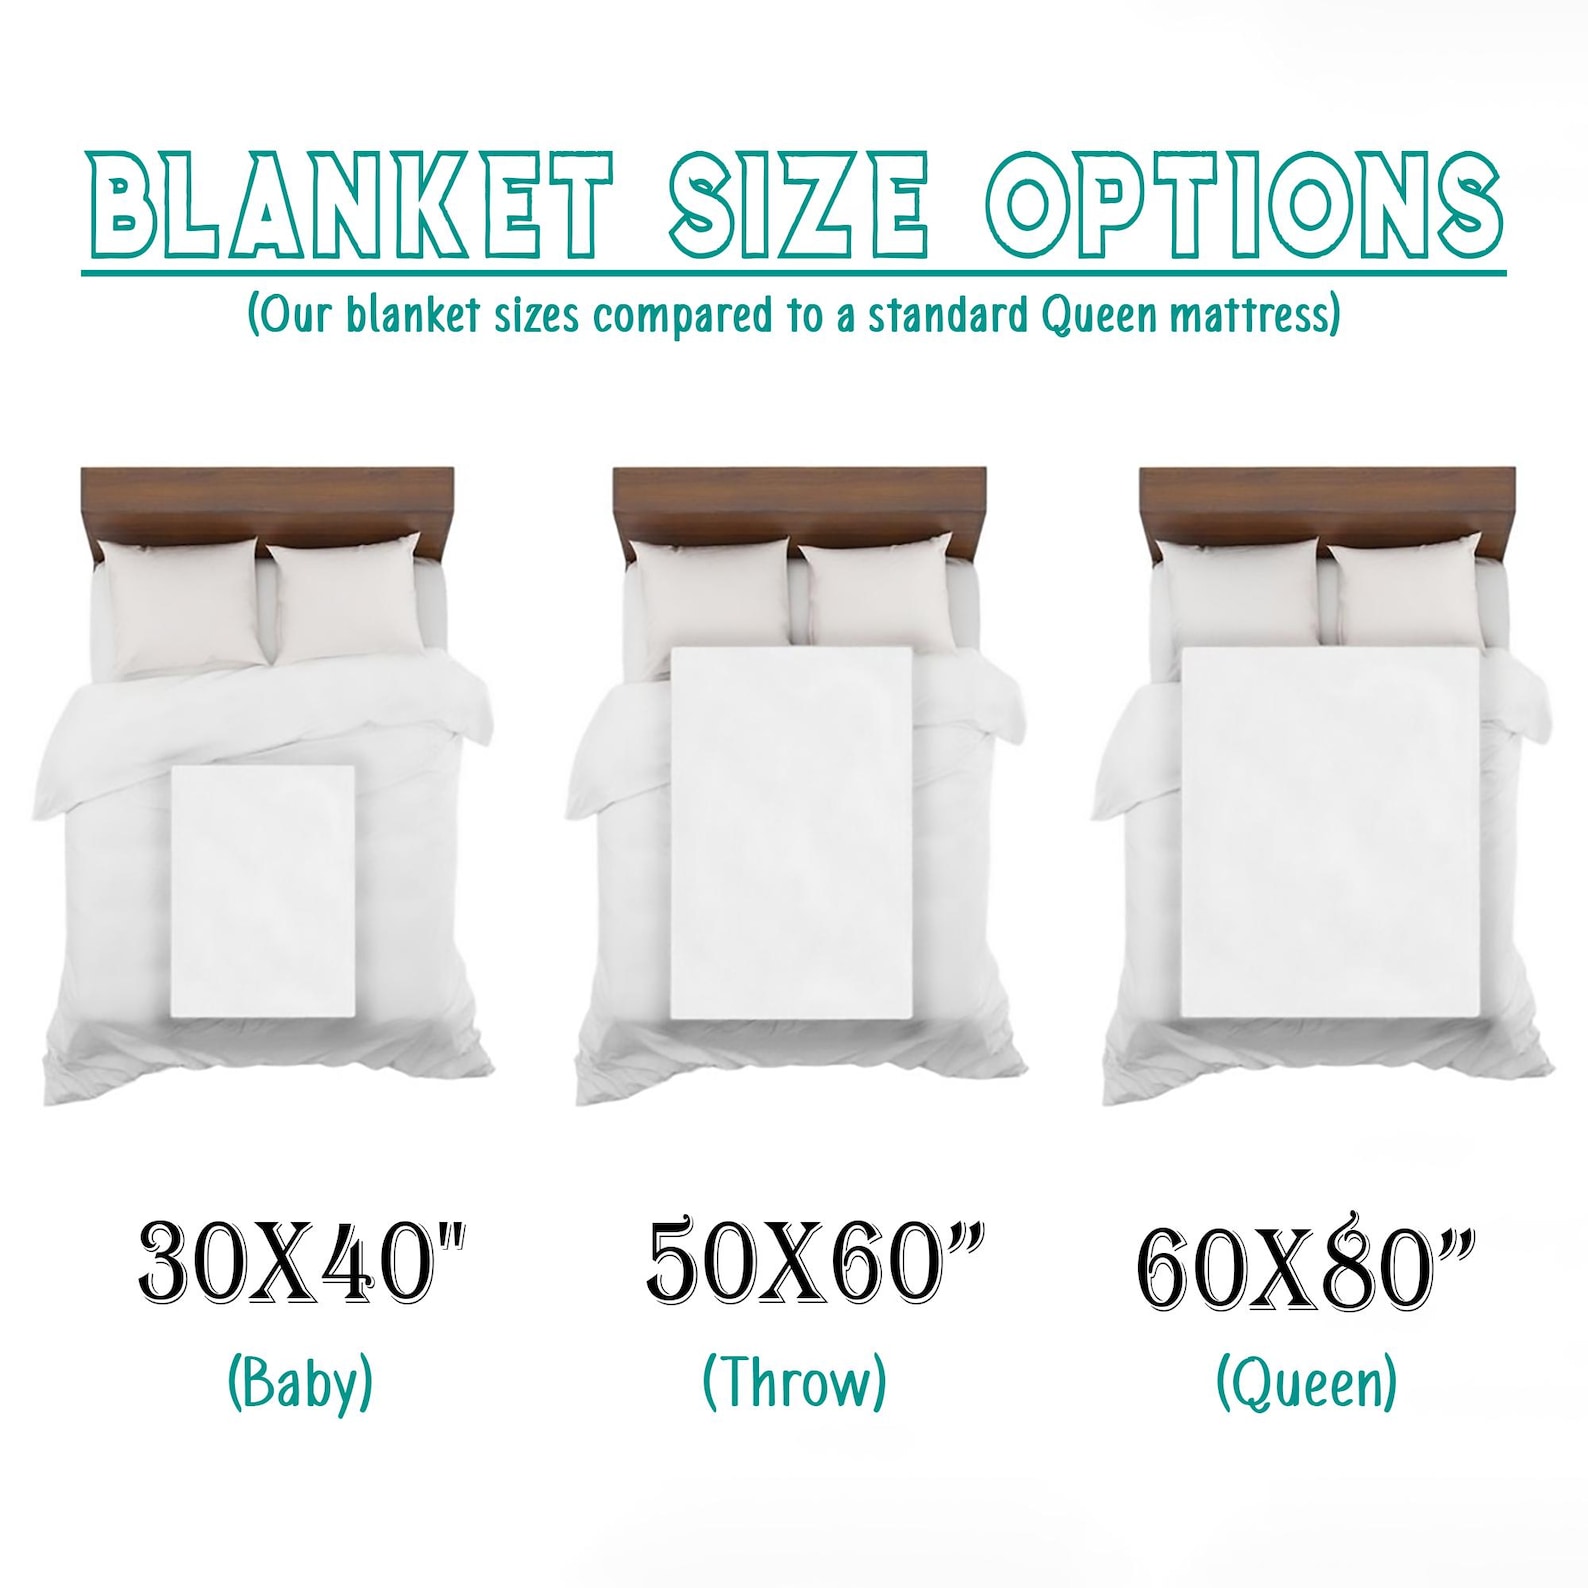 BLANKET SIZE OPTIONS
(Our blanket sizes compared to a standard Queen mattress)
30X40"
50X60”
60X80”
(Baby)
(Throw)
(Queen)